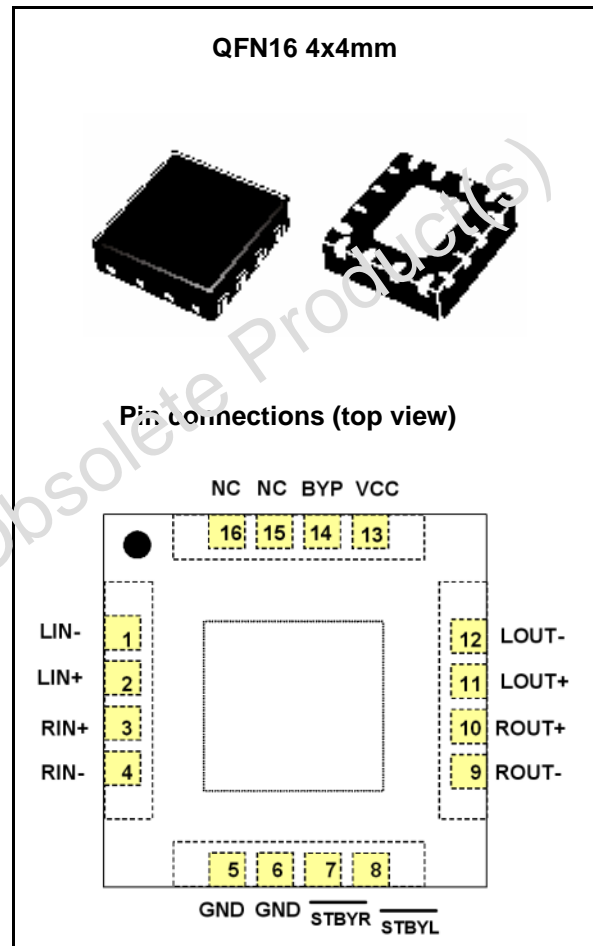 QFN16 4x4mm
Obsolete Product(s)
Pin connections (top view)
NC NC BYP VCC
16 15 14 13
LIN- 1 12 LOUT-
LIN+ 2 11 LOUT+
RIN+ 3 10 ROUT+
RIN- 4 9 ROUT-
5 6 7 8
GND GND STBYR STBYL